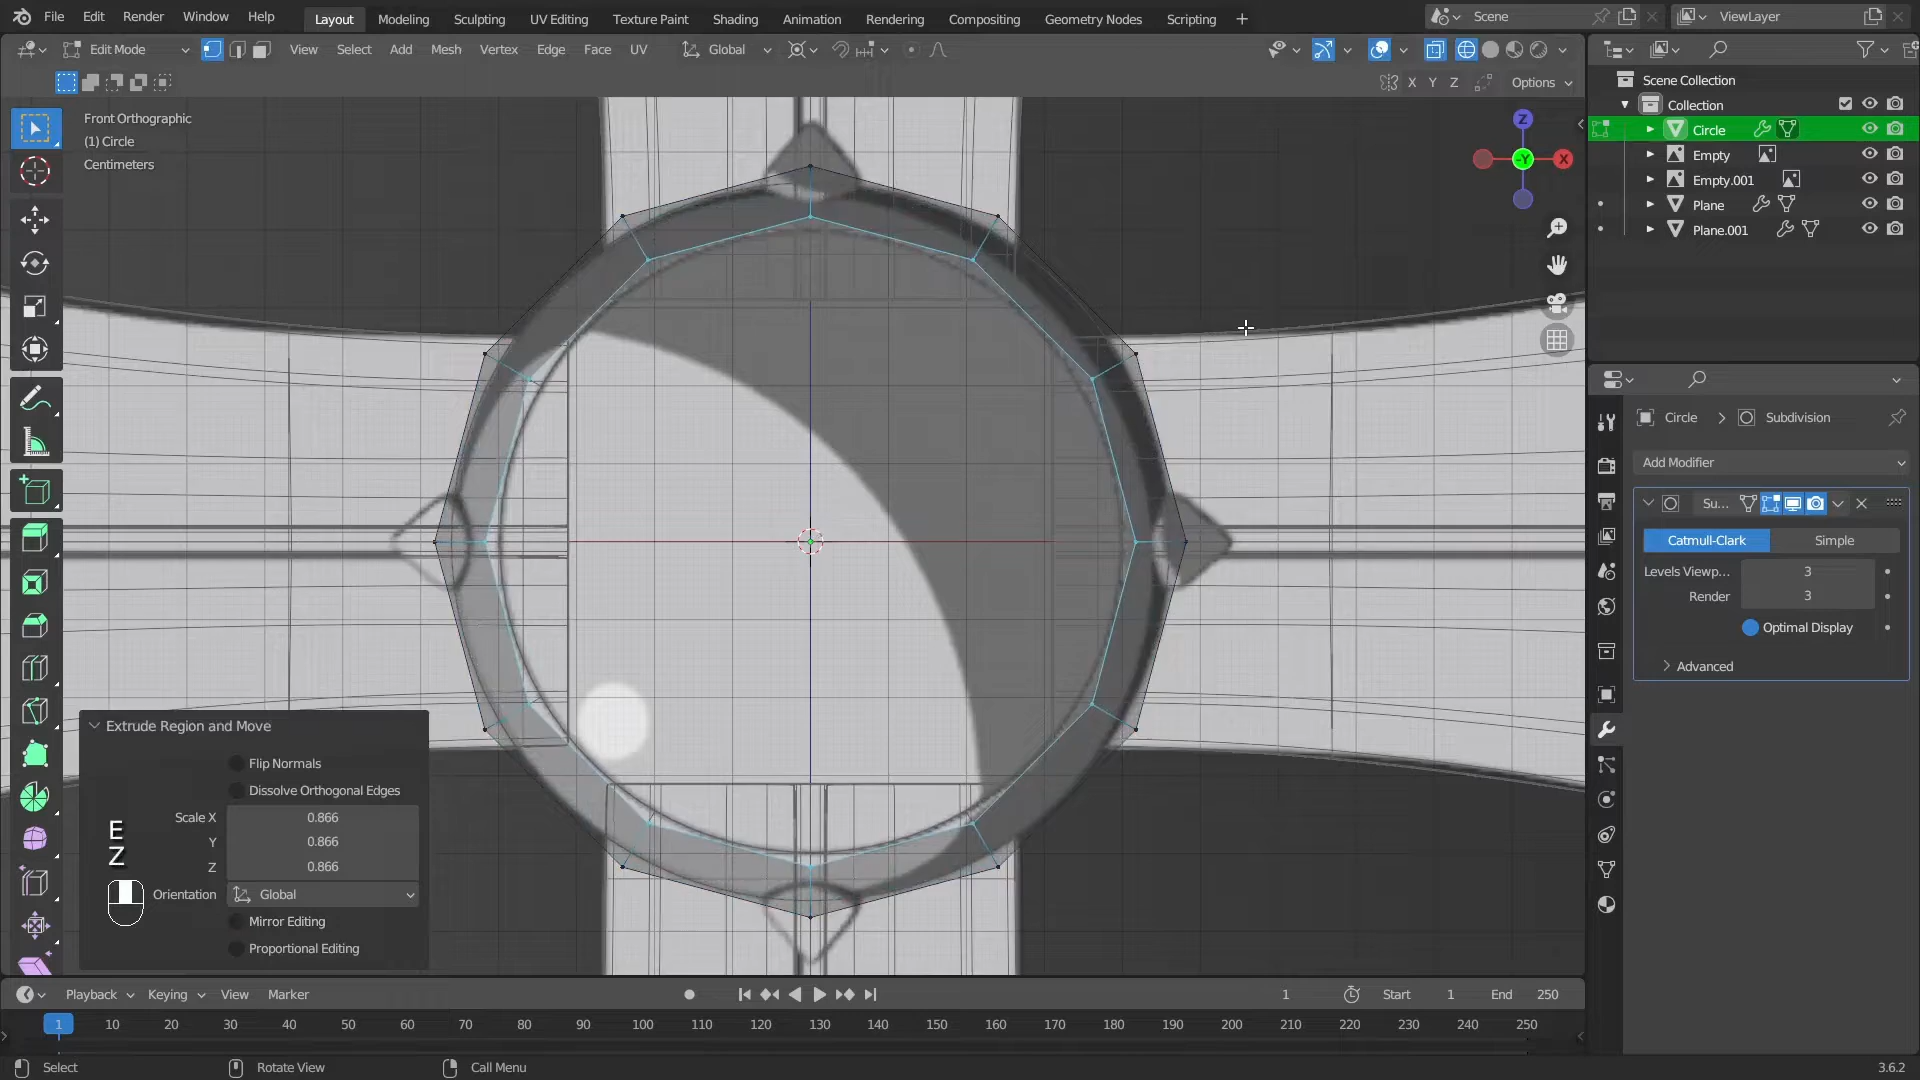 File Edit Render Window Help Layout Modeling Sculpting UV Editing Texture Paint Shading Animation Rendering Compositing Geometry Nodes Scripting + Scene ViewLayer
Edit Mode View Select Add Mesh Vertex Edge Face UV Global
X Y Z Options
Front Orthographic
(1) Circle
Centimeters
Z
-Y X
Scene Collection
Collection
Circle
Empty
Empty.001
Plane
Plane.001
Circle Subdivision
Add Modifier
Su...
Catmull-Clark Simple
Levels Viewp... 3
Render 3
Optimal Display
Advanced
Extrude Region and Move
Flip Normals
Dissolve Orthogonal Edges
Scale X 0.866
Y 0.866
Z 0.866
Orientation Global
Mirror Editing
Proportional Editing
E
Z
Playback Keying View Marker 1 Start 1 End 250
1 10 20 30 40 50 60 70 80 90 100 110 120 130 140 150 160 170 180 190 200 210 220 230 240 250
Select Rotate View Call Menu 3.6.2